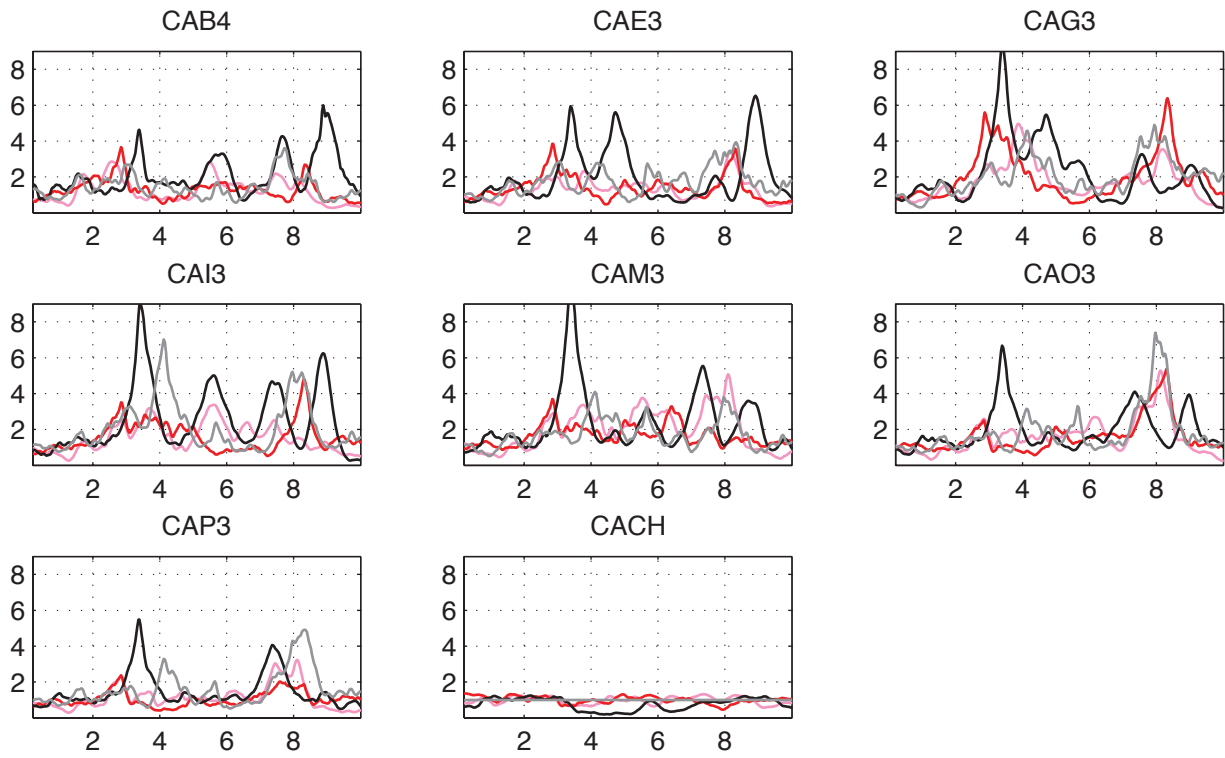 CAB4 CAE3 CAG3
8 8 8
6 6 6
4 4 4
2 2 2
2 4 6 8 2 4 6 8 2 4 6 8
CAI3 CAM3 CAO3
8 8 8
6 6 6
4 4 4
2 2 2
2 4 6 8 2 4 6 8 2 4 6 8
CAP3 CACH
8 8
6 6
4 4
2 2
2 4 6 8 2 4 6 8